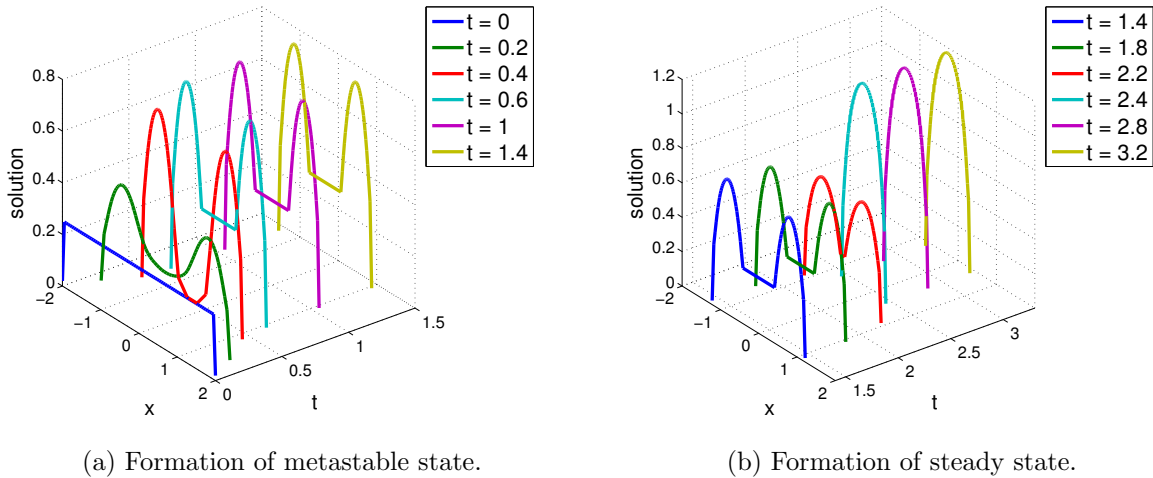 t = 0
t = 0.2
t = 0.4
t = 0.6
t = 1
t = 1.4
0.8
0.6
0.4
0.2
0
solution
−2
−1
0
1
2
x
0
0.5
1
1.5
t
(a) Formation of metastable state.
t = 1.4
t = 1.8
t = 2.2
t = 2.4
t = 2.8
t = 3.2
1.2
1
0.8
0.6
0.4
0.2
0
solution
−2
−1
0
1
2
x
1.5
2
2.5
3
t
(b) Formation of steady state.